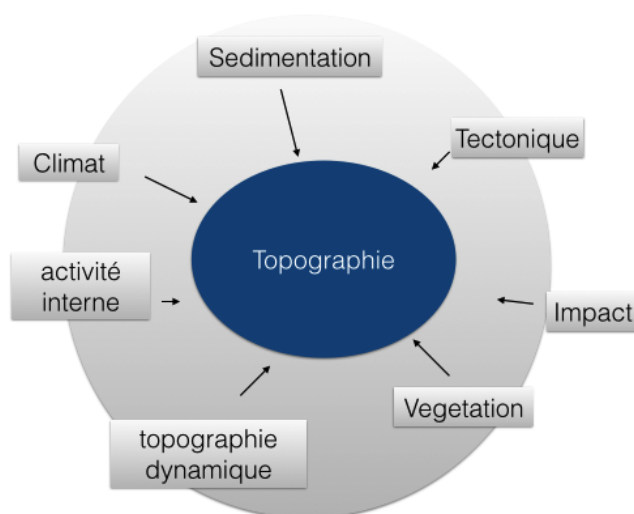 Sedimentation
Tectonique
Climat
Topographie
activité
interne
Impact
Vegetation
topographie
dynamique